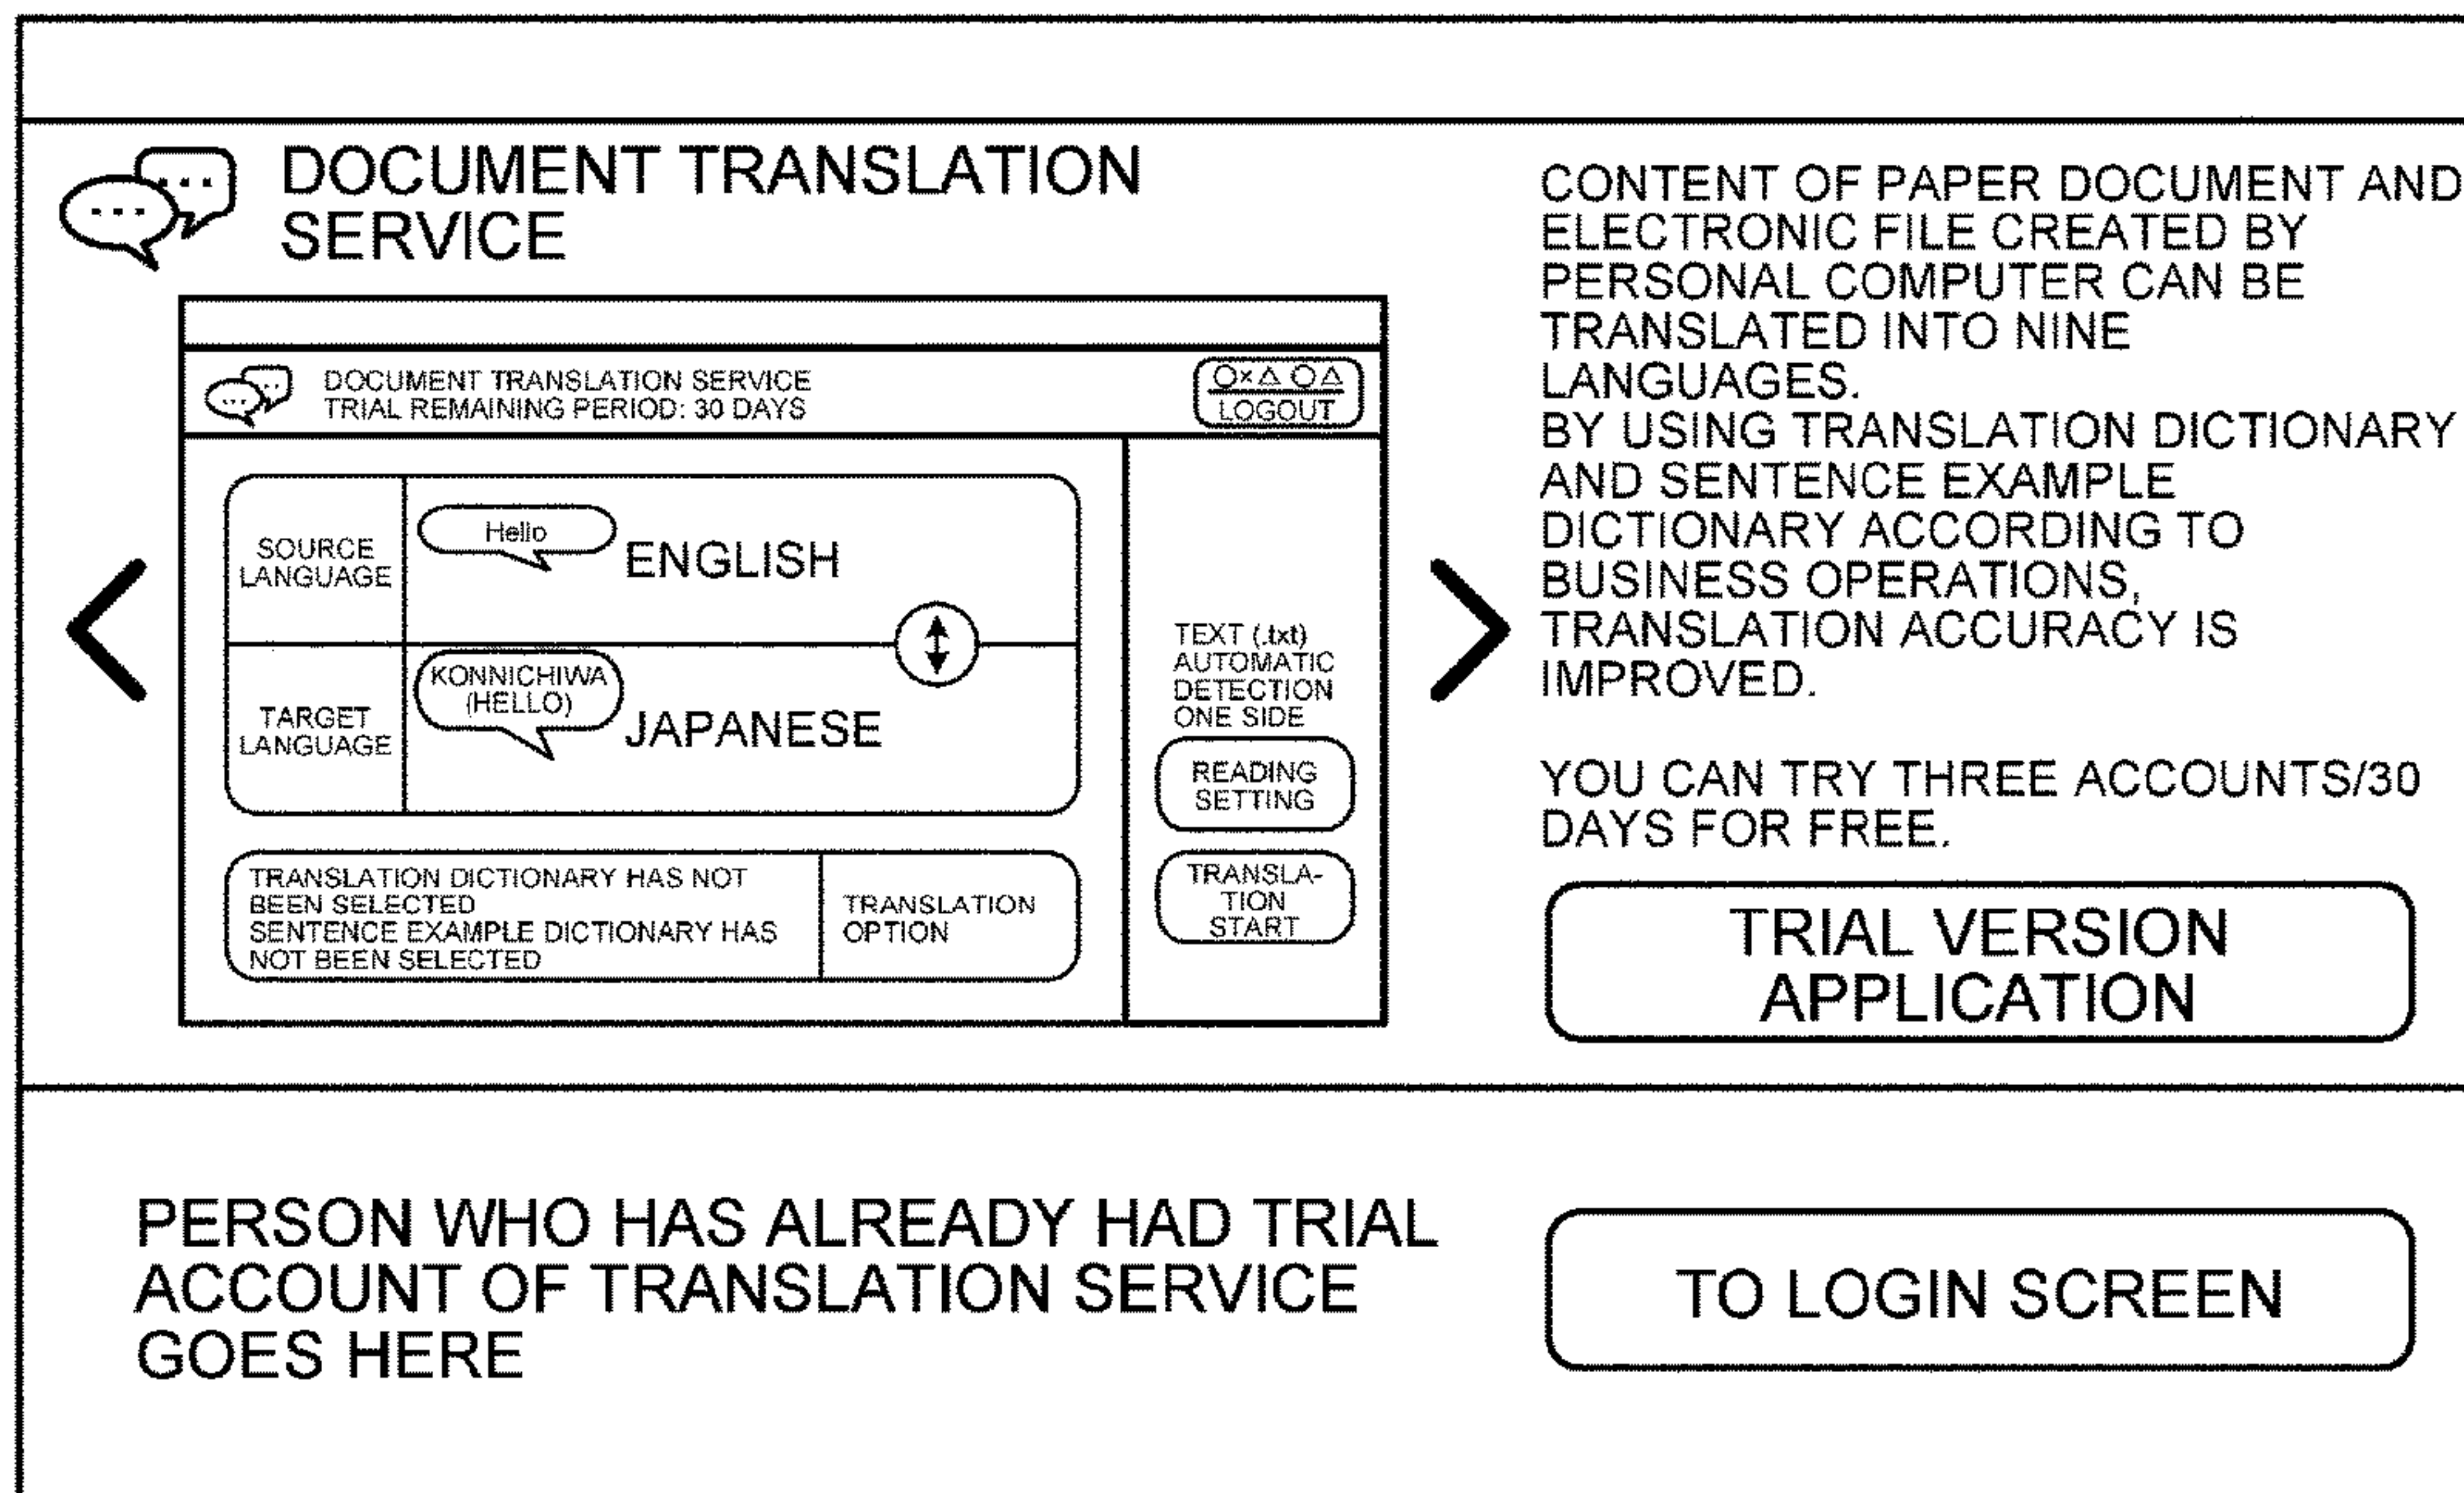 DOCUMENT TRANSLATION
SERVICE
DOCUMENT TRANSLATION SERVICE
TRIAL REMAINING PERIOD: 30 DAYS
○×△ ○△
LOGOUT
SOURCE
LANGUAGE
Hello
ENGLISH
TARGET
LANGUAGE
KONNICHIWA
(HELLO)
JAPANESE
TRANSLATION DICTIONARY HAS NOT
BEEN SELECTED
SENTENCE EXAMPLE DICTIONARY HAS
NOT BEEN SELECTED
TRANSLATION
OPTION
TEXT (.txt)
AUTOMATIC
DETECTION
ONE SIDE
READING
SETTING
TRANSLA-
TION
START
CONTENT OF PAPER DOCUMENT AND
ELECTRONIC FILE CREATED BY
PERSONAL COMPUTER CAN BE
TRANSLATED INTO NINE
LANGUAGES.
BY USING TRANSLATION DICTIONARY
AND SENTENCE EXAMPLE
DICTIONARY ACCORDING TO
BUSINESS OPERATIONS,
TRANSLATION ACCURACY IS
IMPROVED.
YOU CAN TRY THREE ACCOUNTS/30
DAYS FOR FREE.
TRIAL VERSION
APPLICATION
PERSON WHO HAS ALREADY HAD TRIAL
ACCOUNT OF TRANSLATION SERVICE
GOES HERE
TO LOGIN SCREEN